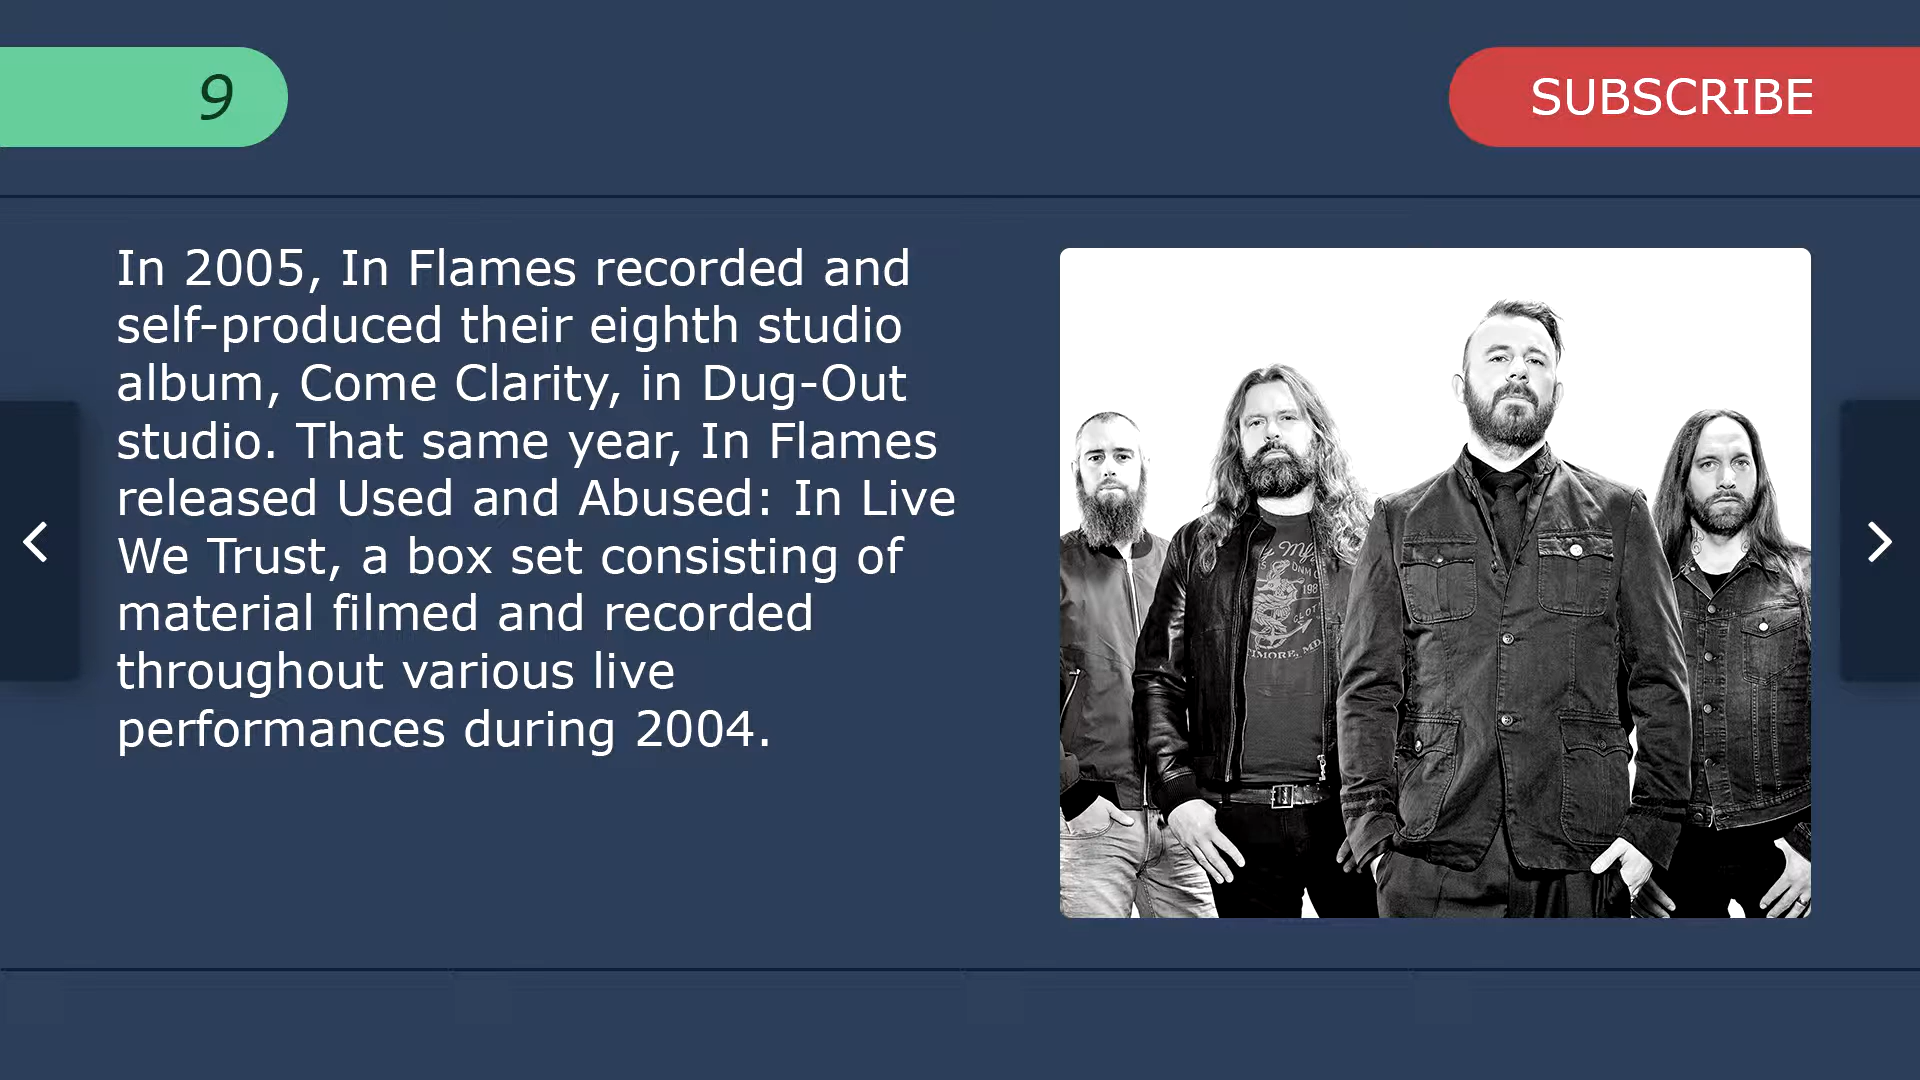 9
SUBSCRIBE
In 2005, In Flames recorded and
self-produced their eighth studio
album, Come Clarity, in Dug-Out
studio. That same year, In Flames
released Used and Abused: In Live
We Trust, a box set consisting of
material filmed and recorded
throughout various live
performances during 2004.